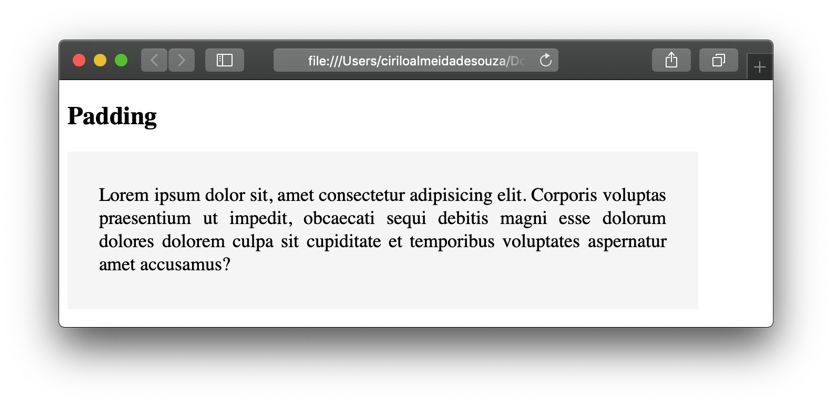 file:///Users/ciriloalmeidadesouza/Do
Padding
Lorem ipsum dolor sit, amet consectetur adipisicing elit. Corporis voluptas
praesentium ut impedit, obcaecati sequi debitis magni esse dolorum
dolores dolorem culpa sit cupiditate et temporibus voluptates aspernatur
amet accusamus?